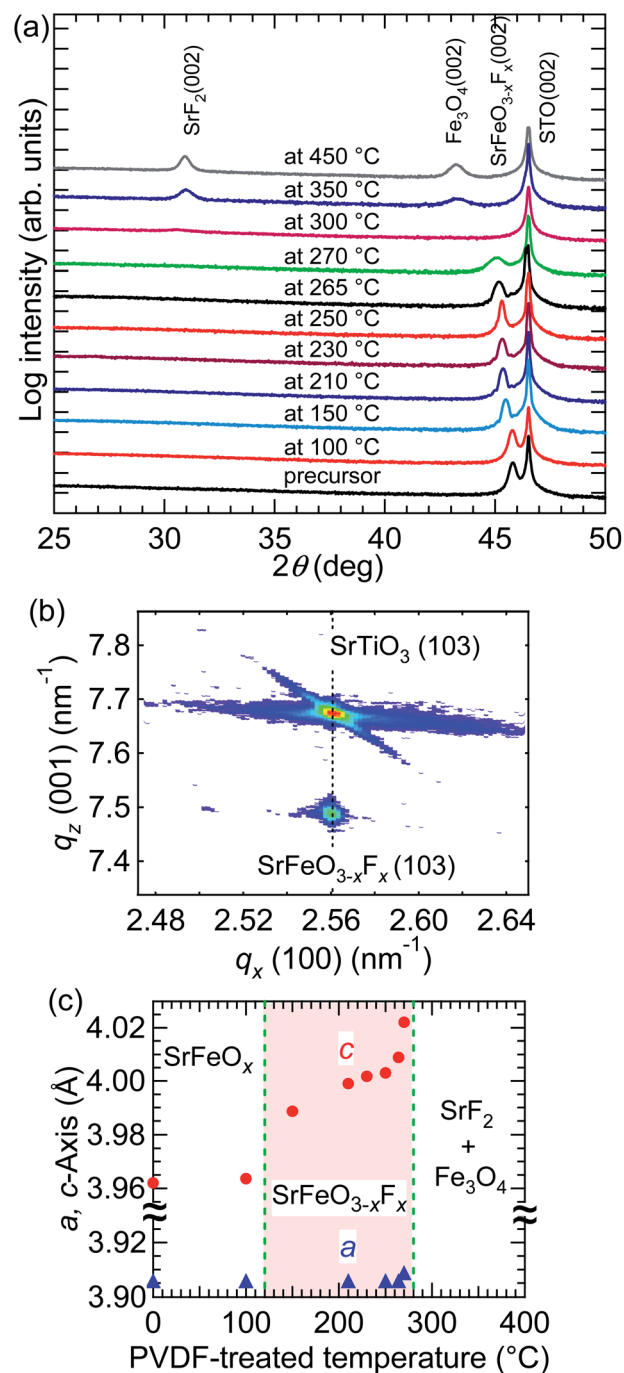 (a)
Log intensity (arb. units)
SrF₂(002)
Fe₃O₄(002)
SrFeO₃₋ₓFₓ(002)
STO(002)
at 450 °C
at 350 °C
at 300 °C
at 270 °C
at 265 °C
at 250 °C
at 230 °C
at 210 °C
at 150 °C
at 100 °C
precursor
25 30 35 40 45 50
2θ (deg)
(b)
q_z (001) (nm⁻¹)
7.8
7.7
7.6
7.5
7.4
SrTiO₃ (103)
SrFeO₃₋ₓFₓ (103)
2.48 2.52 2.56 2.60 2.64
qₓ (100) (nm⁻¹)
(c)
a, c-Axis (Å)
4.02
4.00
3.98
3.96
3.91
3.90
SrFeOₓ
c
SrF₂
+
Fe₃O₄
SrFeO₃₋ₓFₓ
a
0 100 200 300 400
PVDF-treated temperature (°C)